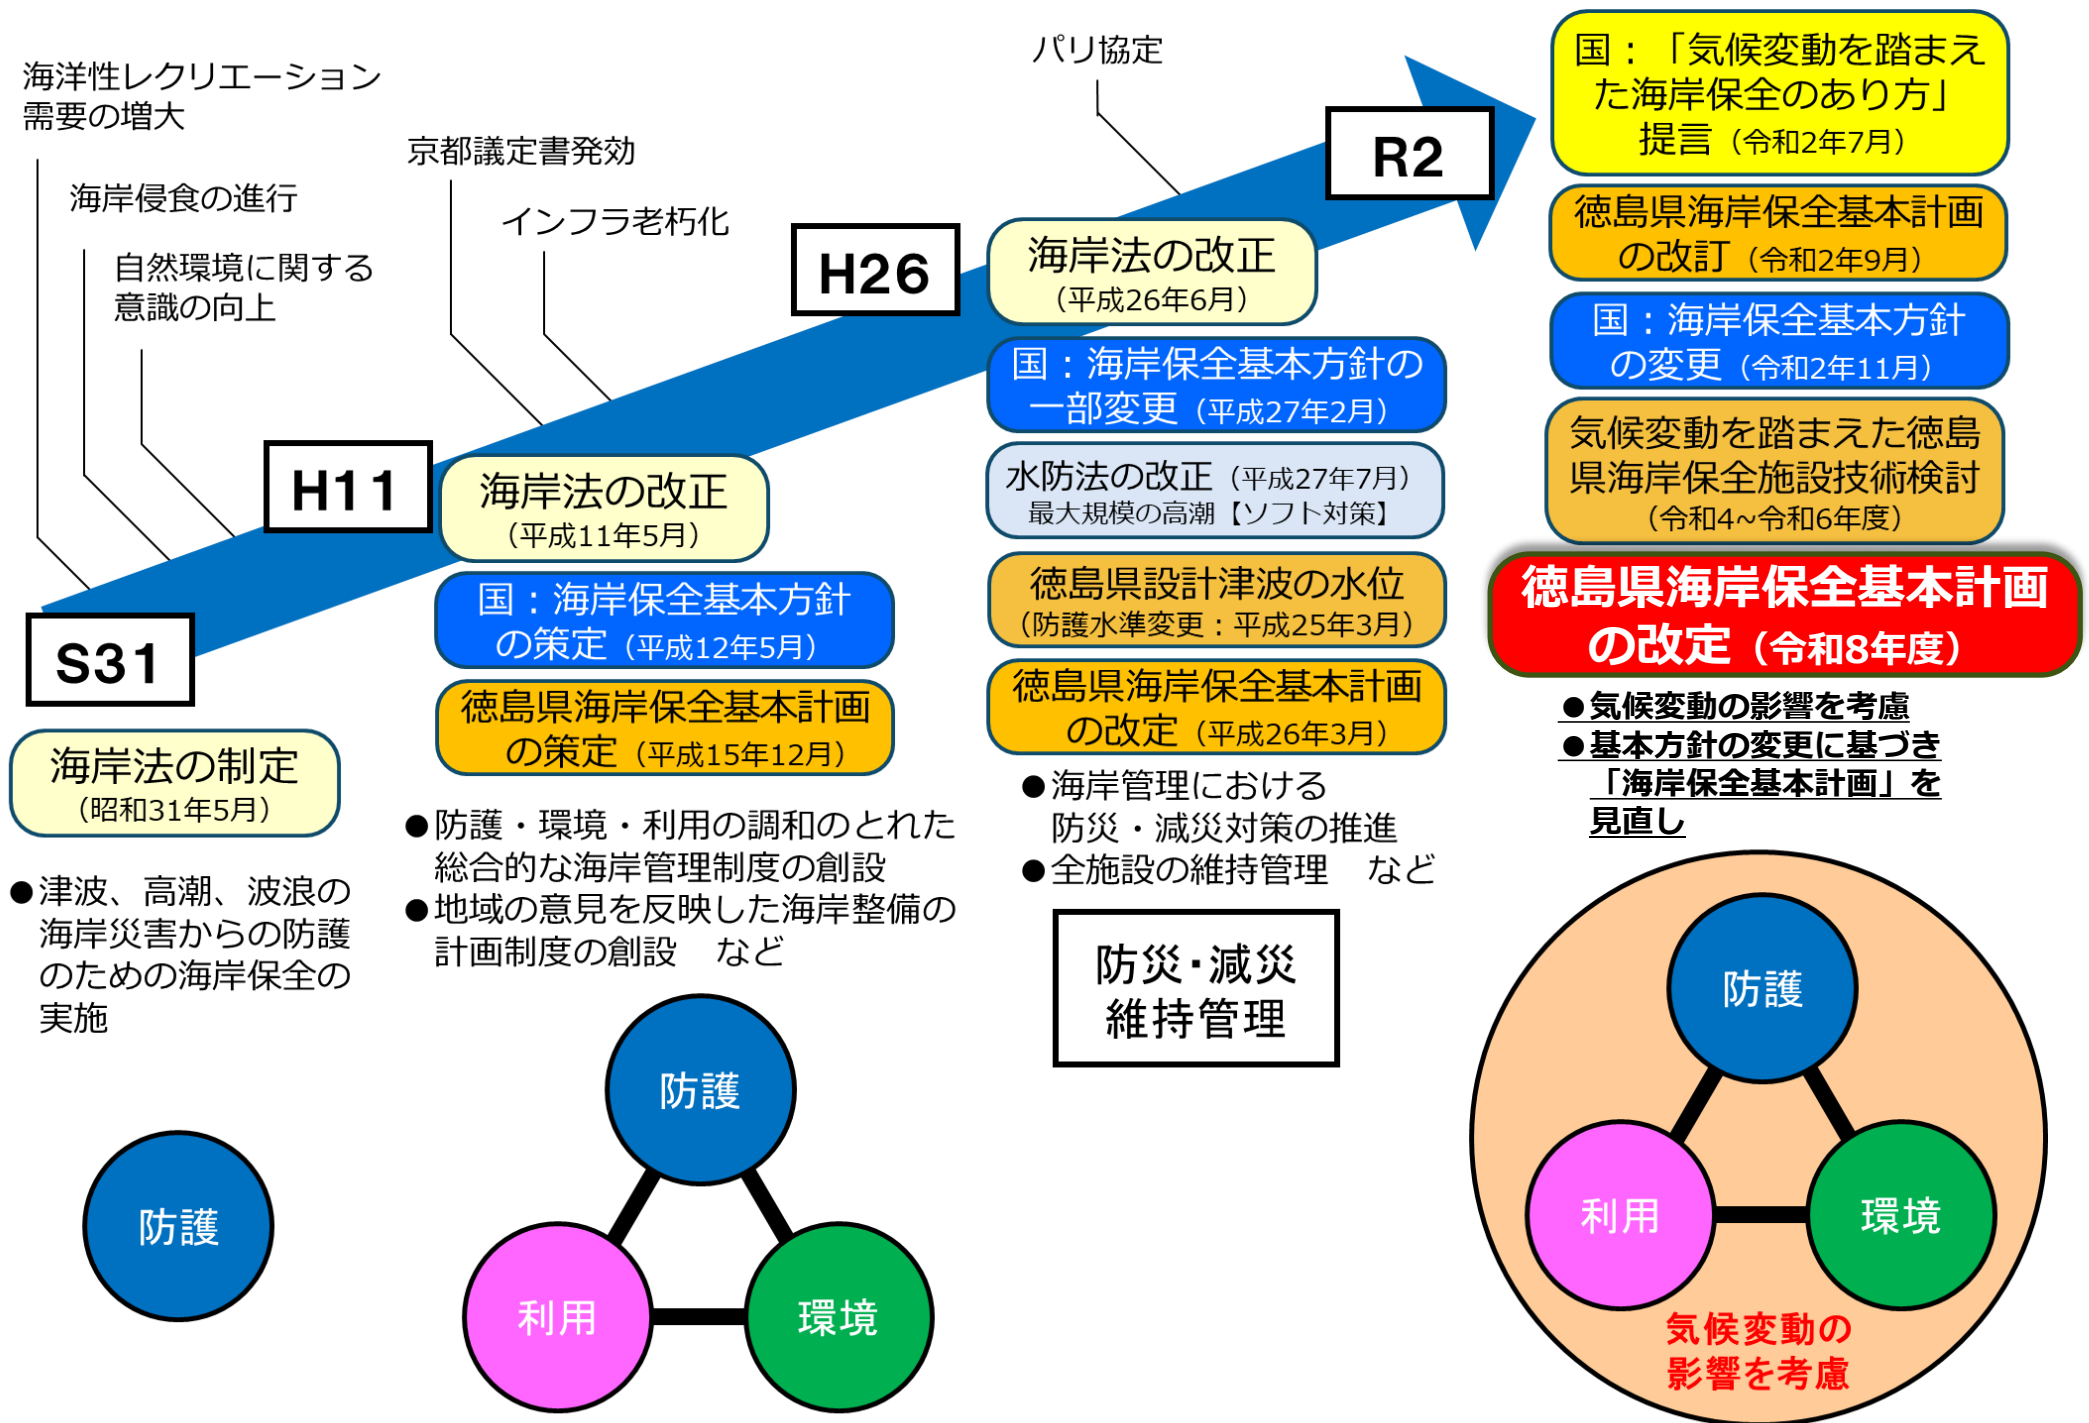 海洋性レクリエーション
需要の増大
海岸侵食の進行
自然環境に関する
意識の向上
京都議定書発効
インフラ老朽化
パリ協定
S31
海岸法の制定
（昭和31年5月）
●津波、高潮、波浪の
海岸災害からの防護
のための海岸保全の
実施
防護
H11
海岸法の改正
（平成11年5月）
国：海岸保全基本方針
の策定（平成12年5月）
徳島県海岸保全基本計画
の策定（平成15年12月）
●防護・環境・利用の調和のとれた
総合的な海岸管理制度の創設
●地域の意見を反映した海岸整備の
計画制度の創設　など
防護
利用
環境
H26
海岸法の改正
（平成26年6月）
国：海岸保全基本方針の
一部変更（平成27年2月）
水防法の改正（平成27年7月）
最大規模の高潮【ソフト対策】
徳島県設計津波の水位
（防護水準変更：平成25年3月）
徳島県海岸保全基本計画
の改定（平成26年3月）
●海岸管理における
防災・減災対策の推進
●全施設の維持管理　など
防災・減災
維持管理
R2
国：「気候変動を踏まえ
た海岸保全のあり方」
提言（令和2年7月）
徳島県海岸保全基本計画
の改訂（令和2年9月）
国：海岸保全基本方針
の変更（令和2年11月）
気候変動を踏まえた徳島
県海岸保全施設技術検討
（令和4~令和6年度）
徳島県海岸保全基本計画
の改定（令和8年度）
●気候変動の影響を考慮
●基本方針の変更に基づき
「海岸保全基本計画」を
見直し
防護
利用
環境
気候変動の
影響を考慮